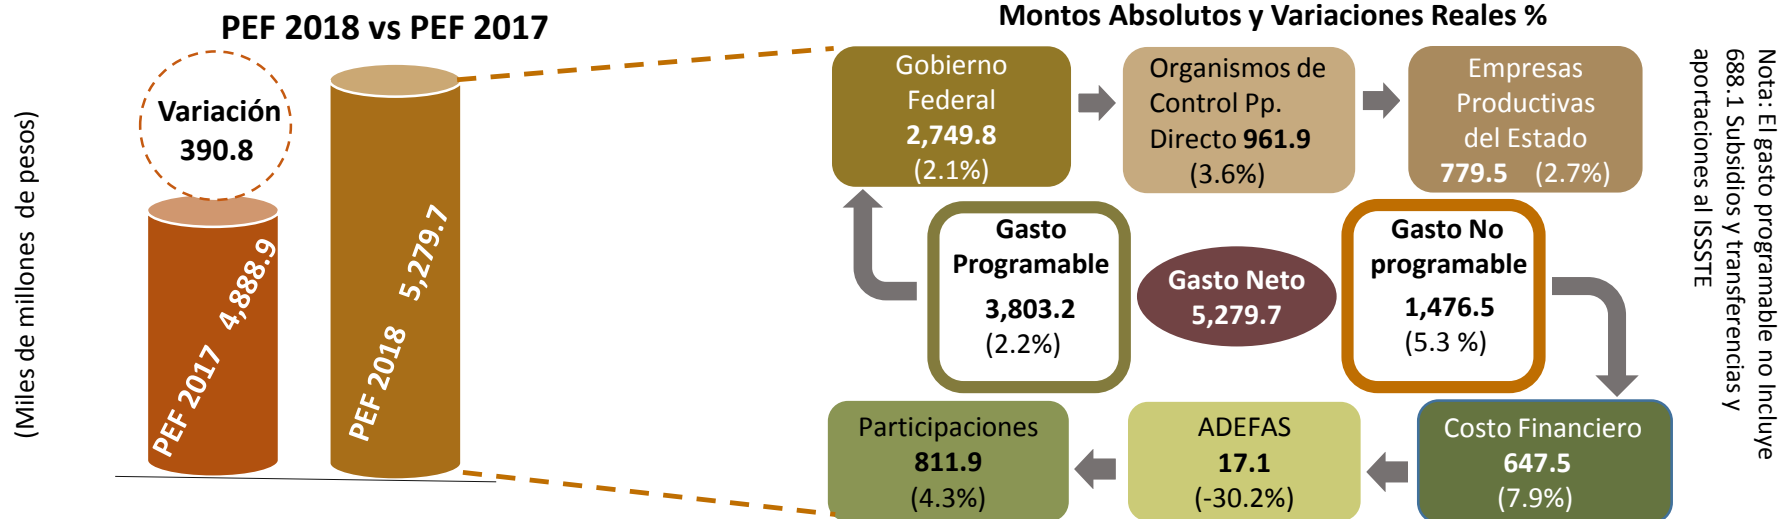 PEF 2018 vs PEF 2017
(Miles de millones de pesos)
Variación
390.8
PEF 2017 4,888.9
PEF 2018 5,279.7
Montos Absolutos y Variaciones Reales %
Gobierno
Federal
2,749.8
(2.1%)
Organismos de
Control Pp.
Directo 961.9
(3.6%)
Empresas
Productivas
del Estado
779.5 (2.7%)
Gasto
Programable
3,803.2
(2.2%)
Gasto Neto
5,279.7
Gasto No
programable
1,476.5
(5.3 %)
Participaciones
811.9
(4.3%)
ADEFAS
17.1
(-30.2%)
Costo Financiero
647.5
(7.9%)
Nota: El gasto programable no Incluye
688.1 Subsidios y transferencias y
aportaciones al ISSSTE